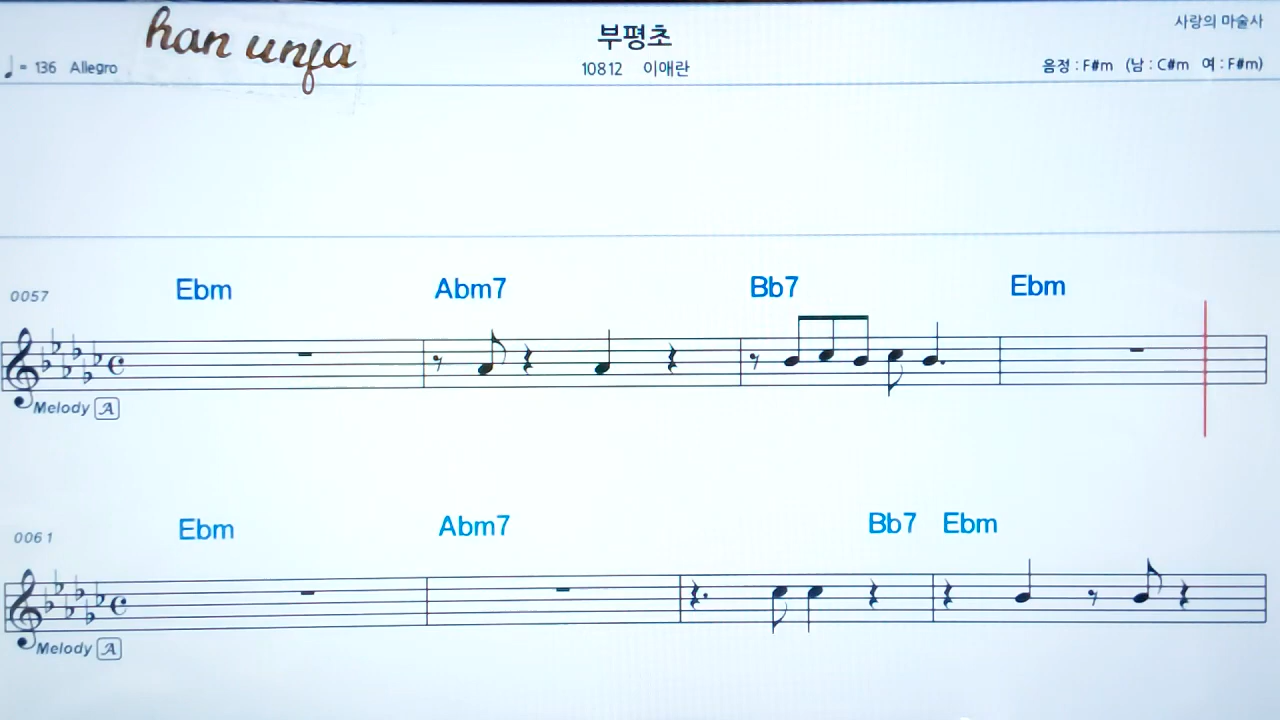 사랑의 마술사
han unja
부평초
♩= 136 Allegro
10812 이애란
음정 : F#m (남 : C#m 여 : F#m)
0057
Ebm Abm7 Bb7 Ebm
Melody A
0061
Ebm Abm7 Bb7 Ebm
Melody A